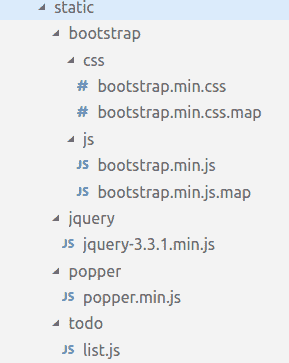 static
bootstrap
css
# bootstrap.min.css
# bootstrap.min.css.map
js
JS bootstrap.min.js
JS bootstrap.min.js.map
jquery
JS jquery-3.3.1.min.js
popper
JS popper.min.js
todo
JS list.js